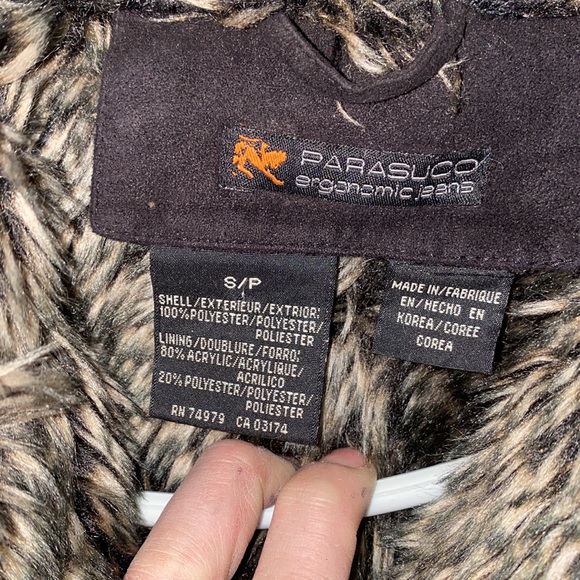 PARASUCO
ergonomic jeans
S/P
SHELL/EXTERIEUR/EXTRIOR:
100%POLYESTER/POLYESTER/
POLIESTER
LINING/DOUBLURE/FORRO:
80% ACRYLIC/ACRYLIQUE/
ACRILICO
20%POLYESTER/POLYESTER/
POLIESTER
RN 74979 CA 03174
MADE IN/FABRIQUE
EN/HECHO EN
KOREA/COREE
COREA